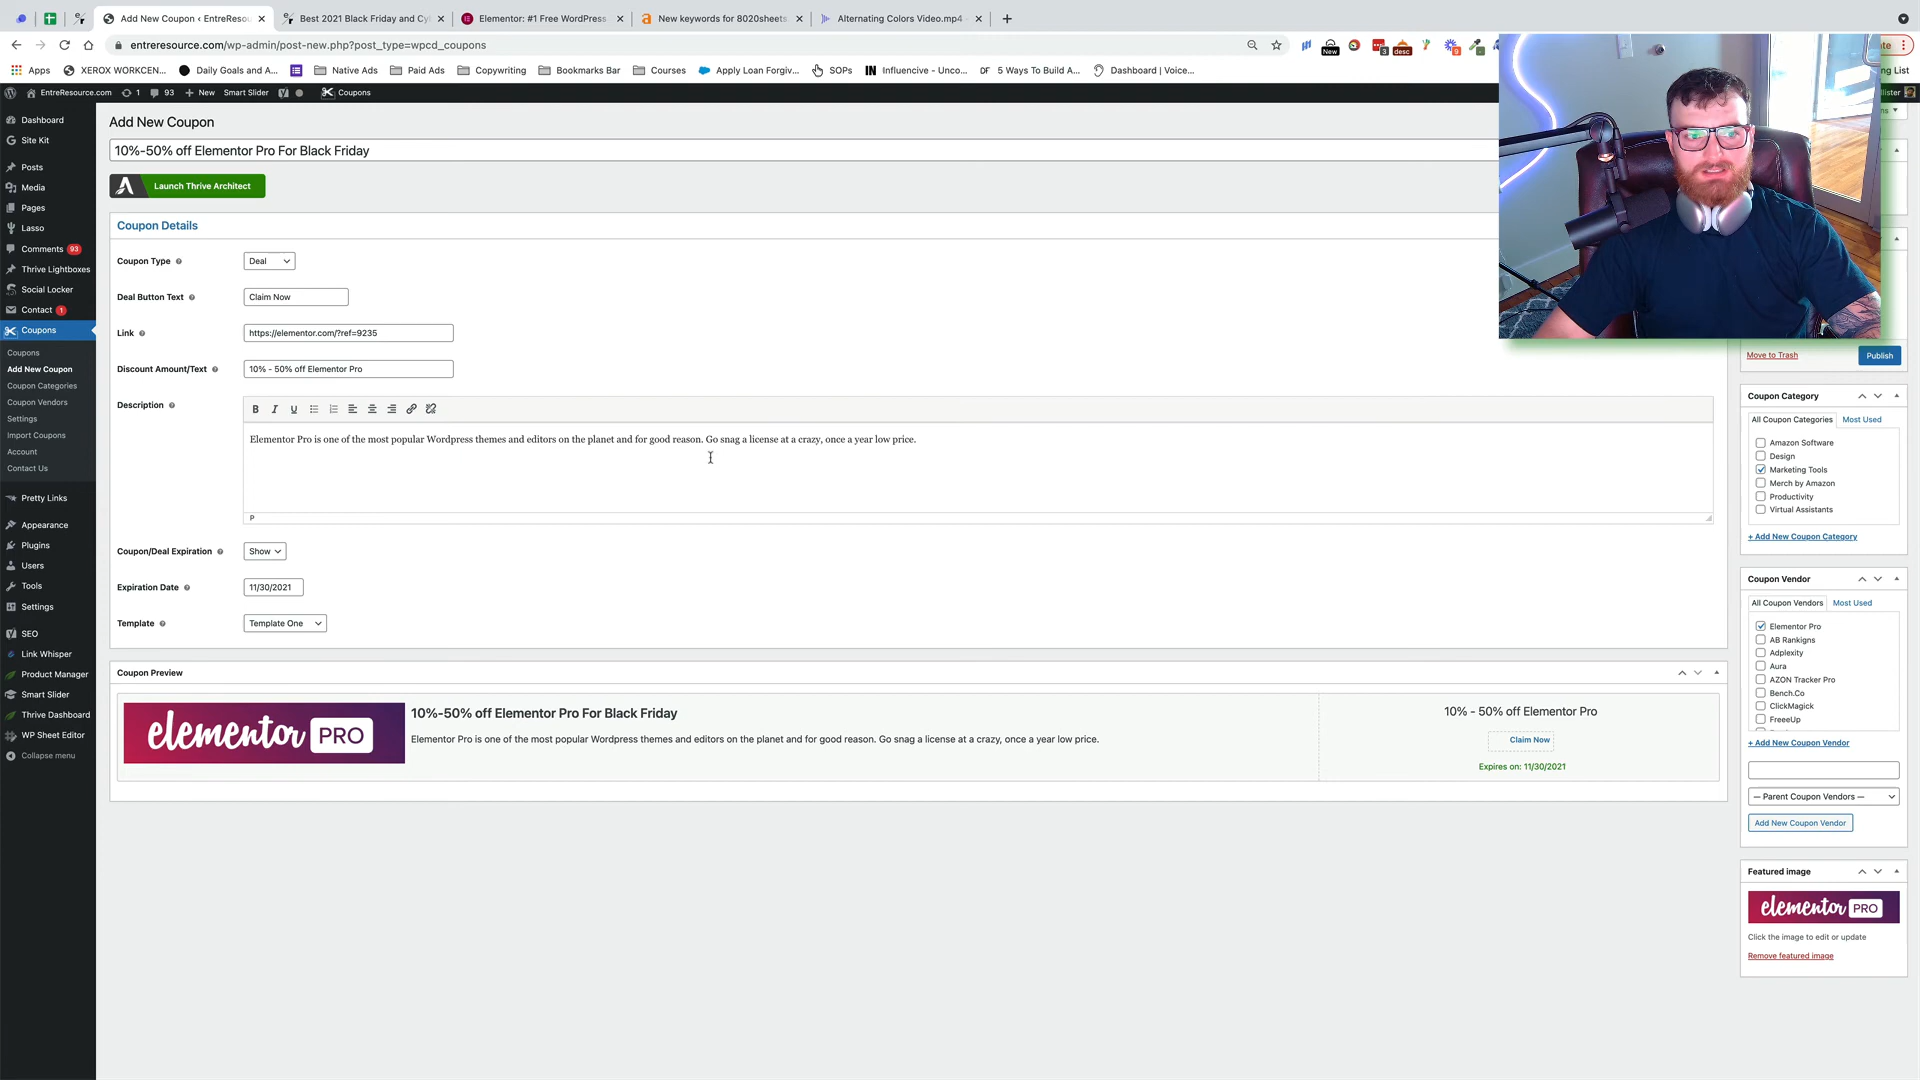 Add New Coupon ‹ EntreResou
Best 2021 Black Friday and Cy
Elementor: #1 Free WordPress
New keywords for 8020sheets.
Alternating Colors Video.mp4
entreresource.com/wp-admin/post-new.php?post_type=wpcd_coupons
Apps
XEROX WORKCEN...
Daily Goals and A...
Native Ads
Paid Ads
Copywriting
Bookmarks Bar
Courses
Apply Loan Forgiv...
SOPs
Influencive - Unco...
5 Ways To Build A...
Dashboard | Voice...
EntreResource.com
1
93
New
Smart Slider
Coupons
Dashboard
Site Kit
Posts
Media
Pages
Lasso
Comments 93
Thrive Lightboxes
Social Locker
Contact 1
Coupons
Coupons
Add New Coupon
Coupon Categories
Coupon Vendors
Settings
Import Coupons
Account
Contact Us
Pretty Links
Appearance
Plugins
Users
Tools
Settings
SEO
Link Whisper
Product Manager
Smart Slider
Thrive Dashboard
WP Sheet Editor
Collapse menu
Add New Coupon
10%-50% off Elementor Pro For Black Friday
Launch Thrive Architect
Coupon Details
Coupon Type
Deal
Deal Button Text
Claim Now
Link
https://elementor.com/?ref=9235
Discount Amount/Text
10% - 50% off Elementor Pro
Description
B I U
Elementor Pro is one of the most popular Wordpress themes and editors on the planet and for good reason. Go snag a license at a crazy, once a year low price.
P
Coupon/Deal Expiration
Show
Expiration Date
11/30/2021
Template
Template One
Coupon Preview
elementor PRO
10%-50% off Elementor Pro For Black Friday
Elementor Pro is one of the most popular Wordpress themes and editors on the planet and for good reason. Go snag a license at a crazy, once a year low price.
10% - 50% off Elementor Pro
Claim Now
Expires on: 11/30/2021
Move to Trash
Publish
Coupon Category
All Coupon Categories
Most Used
Amazon Software
Design
Marketing Tools
Merch by Amazon
Productivity
Virtual Assistants
+ Add New Coupon Category
Coupon Vendor
All Coupon Vendors
Most Used
Elementor Pro
AB Rankigns
Adplexity
Aura
AZON Tracker Pro
Bench.Co
ClickMagick
FreeeUp
+ Add New Coupon Vendor
— Parent Coupon Vendors —
Add New Coupon Vendor
Featured image
elementor PRO
Click the image to edit or update
Remove featured image